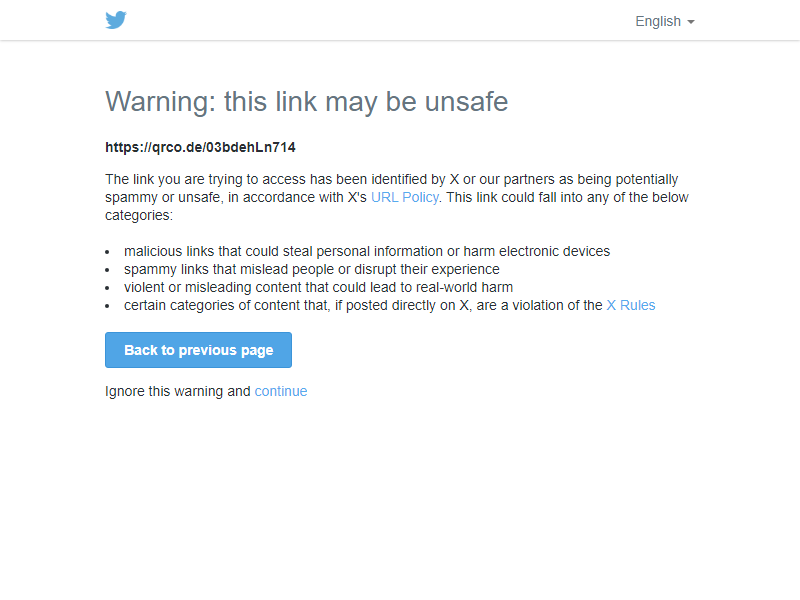 English
Warning: this link may be unsafe
https://qrco.de/03bdehLn714
The link you are trying to access has been identified by X or our partners as being potentially
spammy or unsafe, in accordance with X's URL Policy. This link could fall into any of the below
categories:
• malicious links that could steal personal information or harm electronic devices
• spammy links that mislead people or disrupt their experience
• violent or misleading content that could lead to real-world harm
• certain categories of content that, if posted directly on X, are a violation of the X Rules
Back to previous page
Ignore this warning and continue